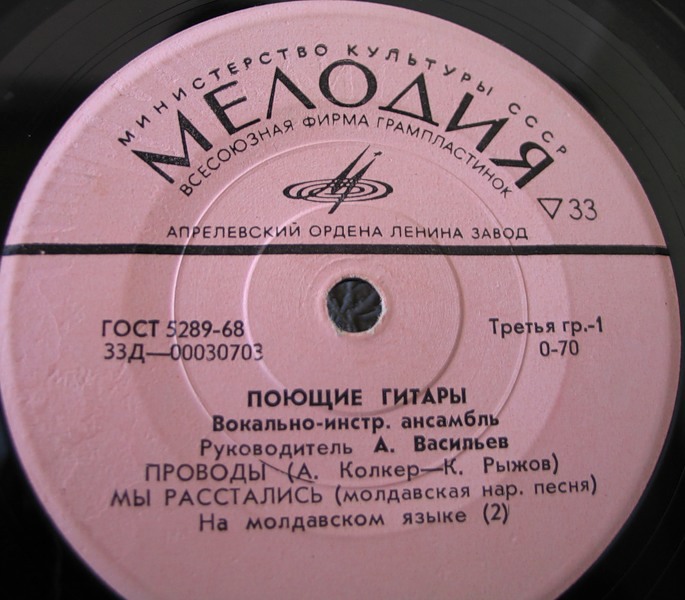 МИНИСТЕРСТВО КУЛЬТУРЫ СССР
МЕЛОДИЯ
ВСЕСОЮЗНАЯ ФИРМА ГРАМПЛАСТИНОК
▽ 33
АПРЕЛЕВСКИЙ ОРДЕНА ЛЕНИНА ЗАВОД
ГОСТ 5289-68
Третья гр.-1
33Д—00030703
0-70
ПОЮЩИЕ ГИТАРЫ
Вокально-инстр. ансамбль
Руководитель А. Васильев
ПРОВОДЫ (А. Колкер—К. Рыжов)
МЫ РАССТАЛИСЬ (молдавская нар. песня)
На молдавском языке (2)